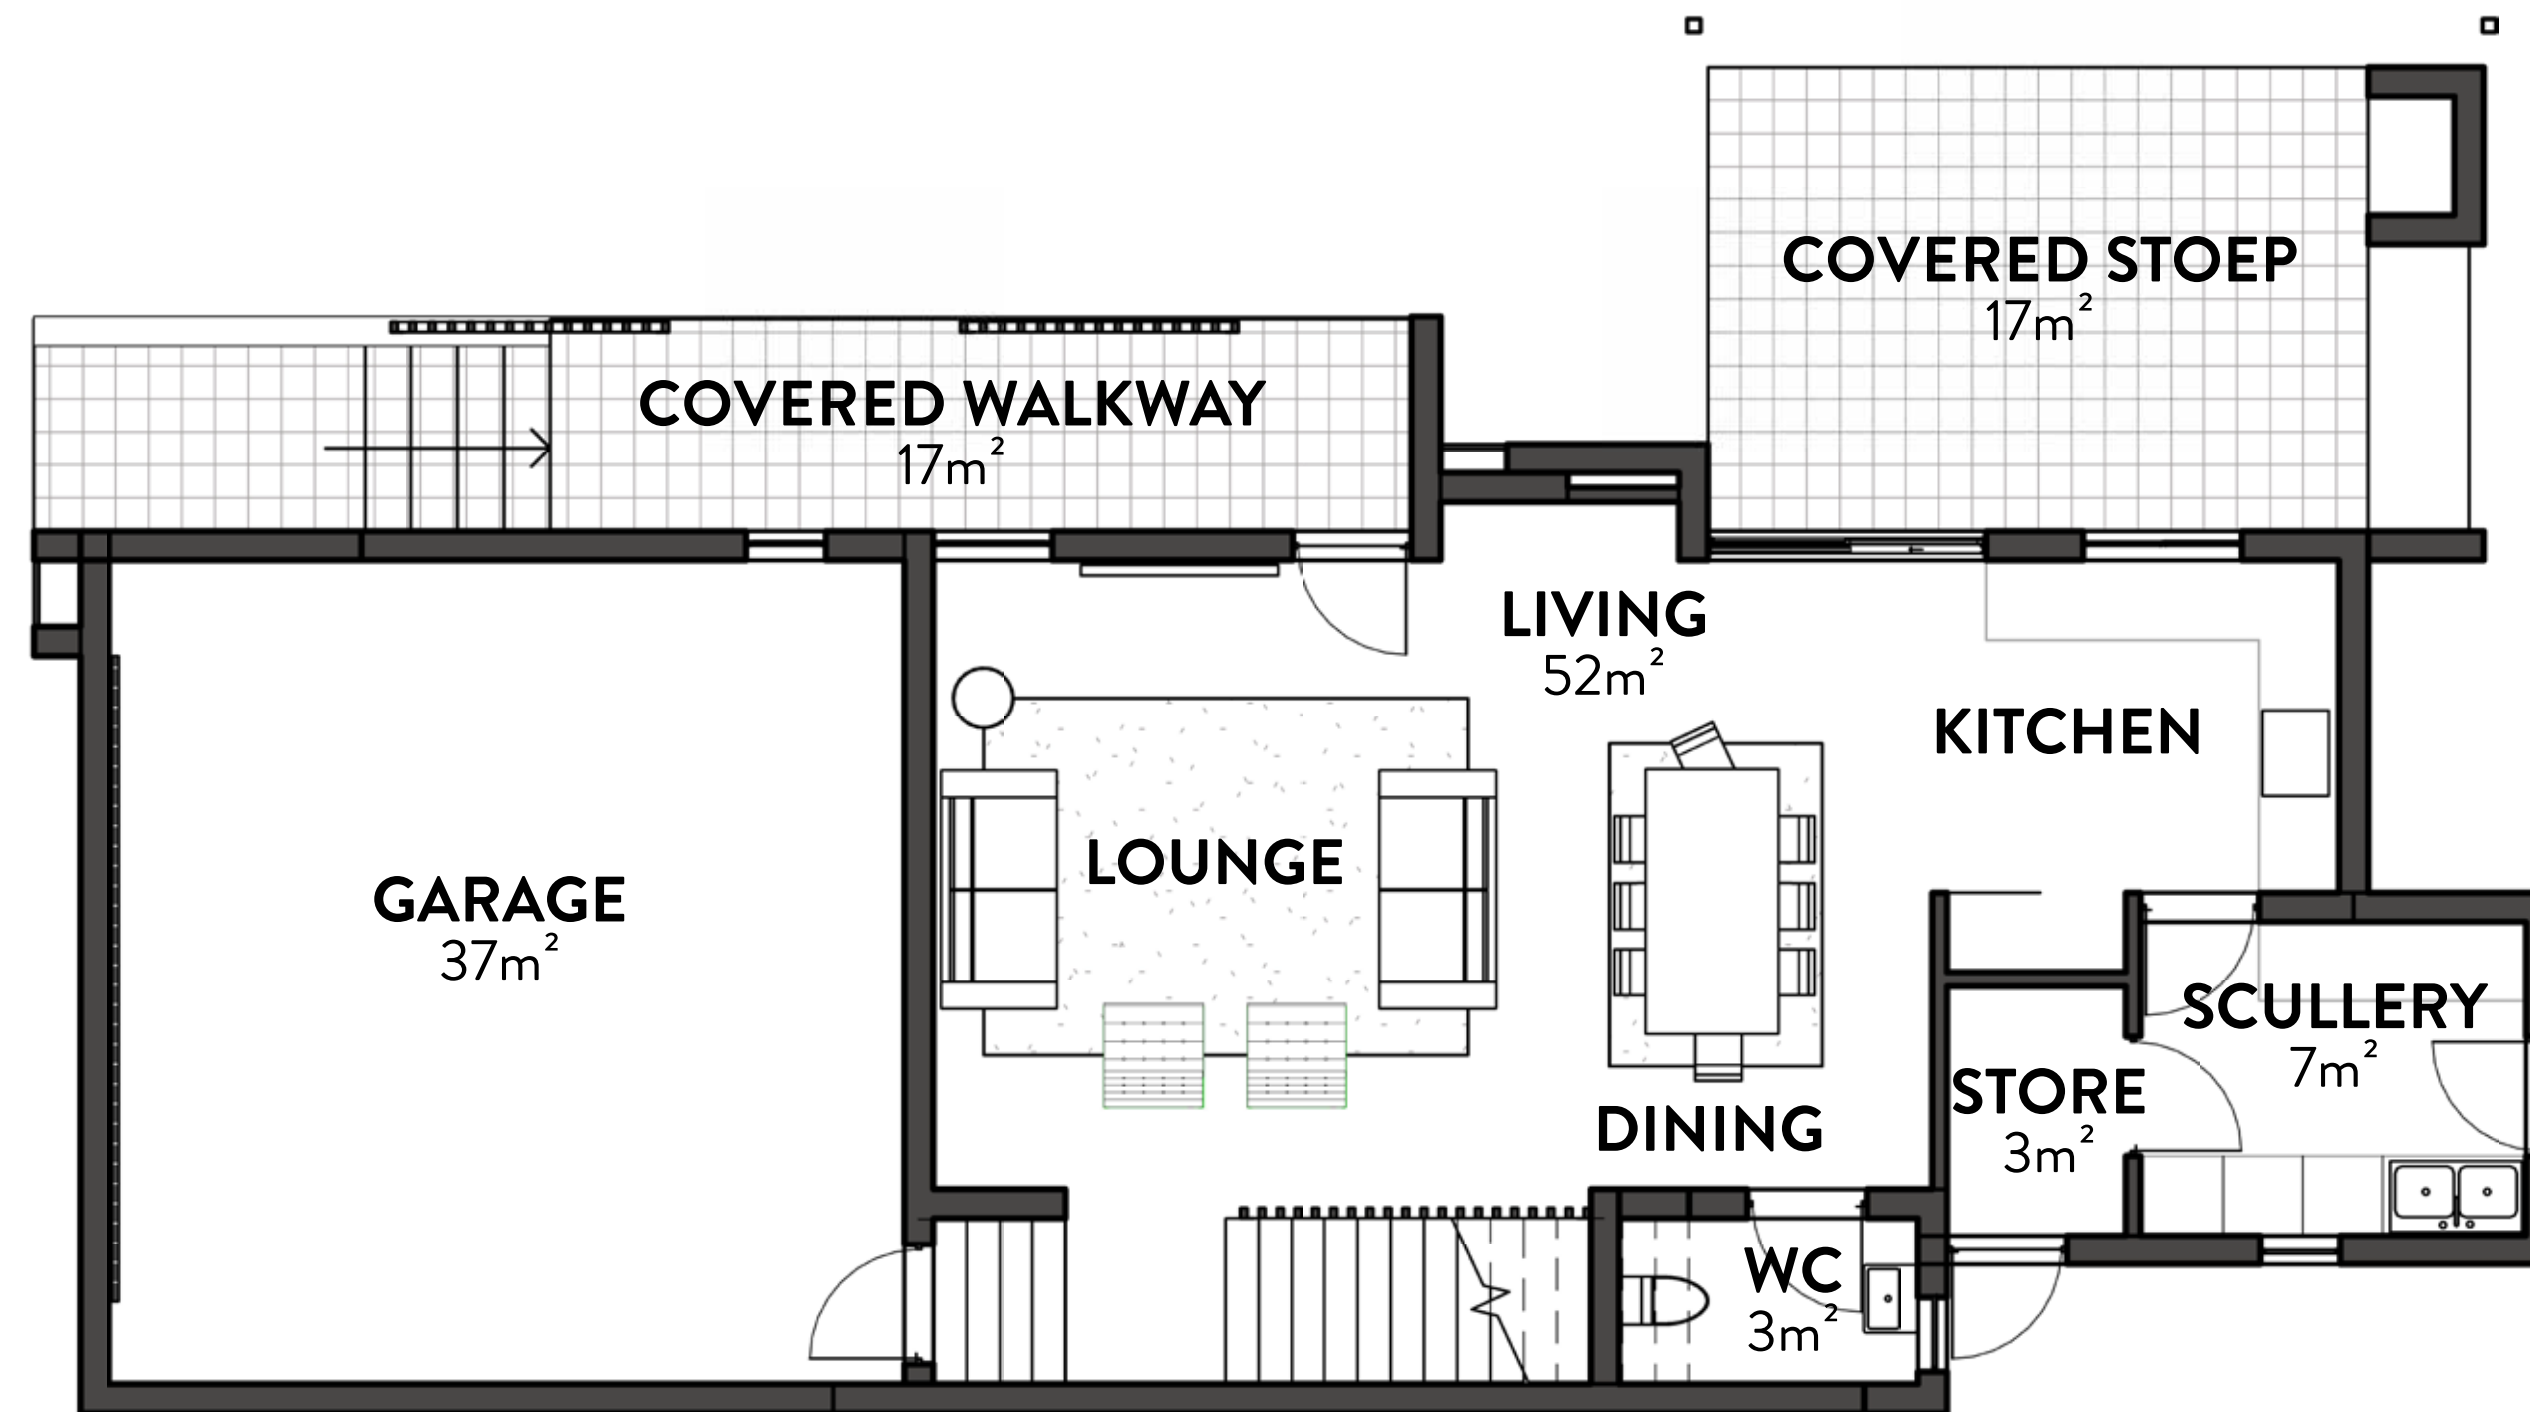 COVERED STOEP
17m²
COVERED WALKWAY
17m²
LIVING
52m²
KITCHEN
LOUNGE
GARAGE
37m²
SCULLERY
7m²
STORE
3m²
DINING
WC
3m²